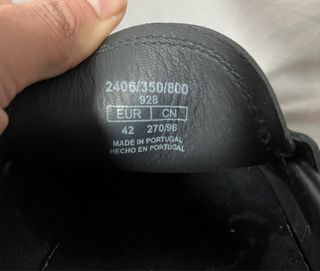 2406/350/800
928
EUR CN
42 270/96
MADE IN PORTUGAL
HECHO EN PORTUGAL